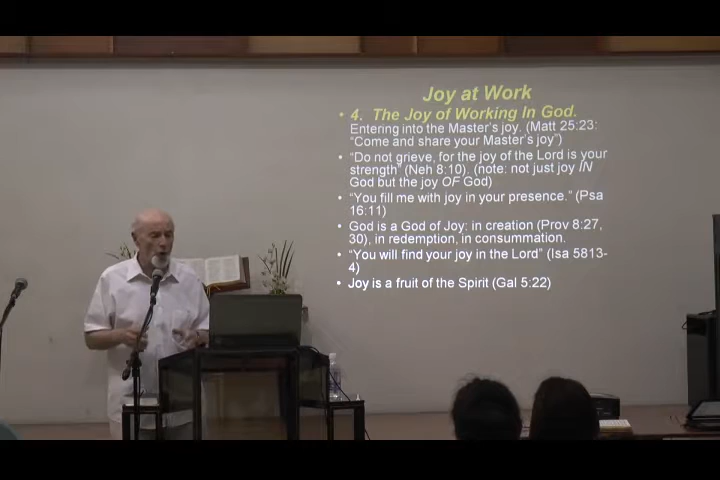 Joy at Work
• 4. The Joy of Working In God.
Entering into the Master's joy. (Matt 25:23:
"Come and share your Master's joy")
• "Do not grieve, for the joy of the Lord is your
strength" (Neh 8:10). (note: not just joy IN
God but the joy OF God)
• "You fill me with joy in your presence." (Psa
16:11)
• God is a God of Joy: in creation (Prov 8:27,
30), in redemption, in consummation.
• "You will find your joy in the Lord" (Isa 5813-
4)
• Joy is a fruit of the Spirit (Gal 5:22)